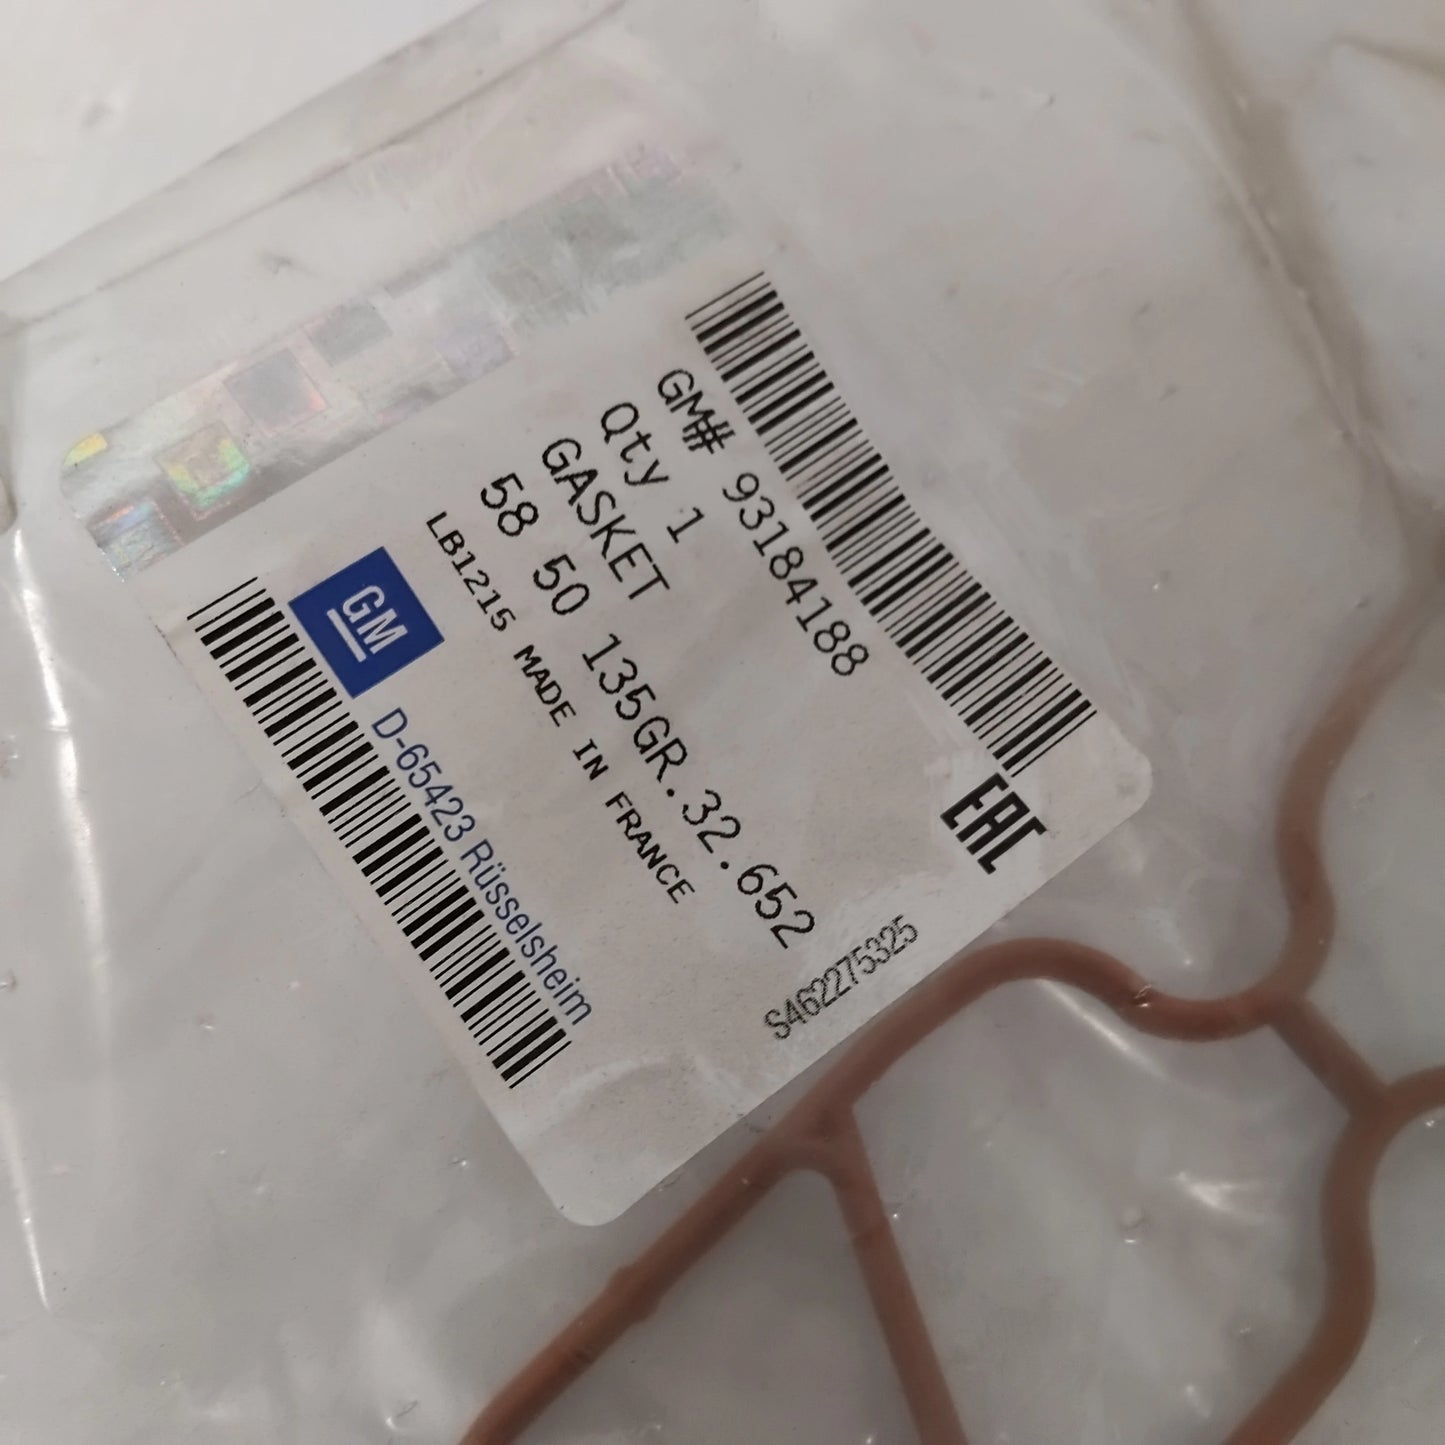 GM# 93184188
Qty 1
GASKET
58 50 135GR.32.652
LB1215 MADE IN FRANCE
GM
D-65423 Rüsselsheim
EAC
S462275325